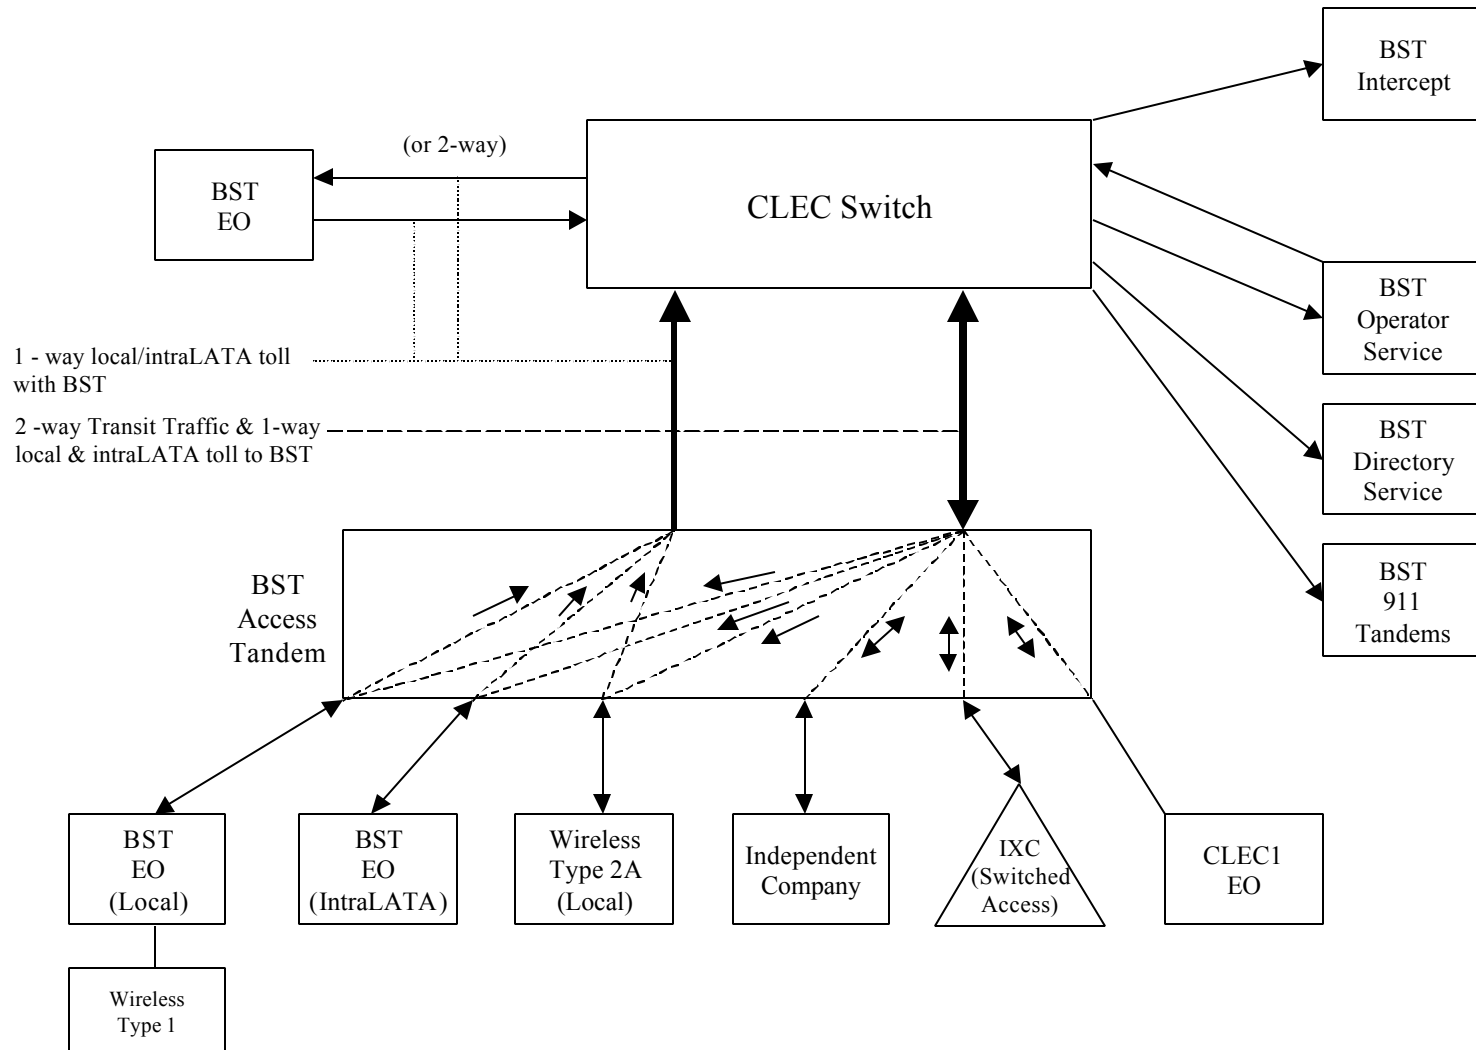 BST
Intercept
(or 2-way)
BST
EO
CLEC Switch
BST
Operator
Service
1 - way local/intraLATA toll
with BST
2 -way Transit Traffic & 1-way
local & intraLATA toll to BST
BST
Directory
Service
BST
Access
Tandem
BST
911
Tandems
BST
EO
(Local)
BST
EO
(IntraLATA)
Wireless
Type 2A
(Local)
Independent
Company
IXC
(Switched
Access)
CLEC1
EO
Wireless
Type 1